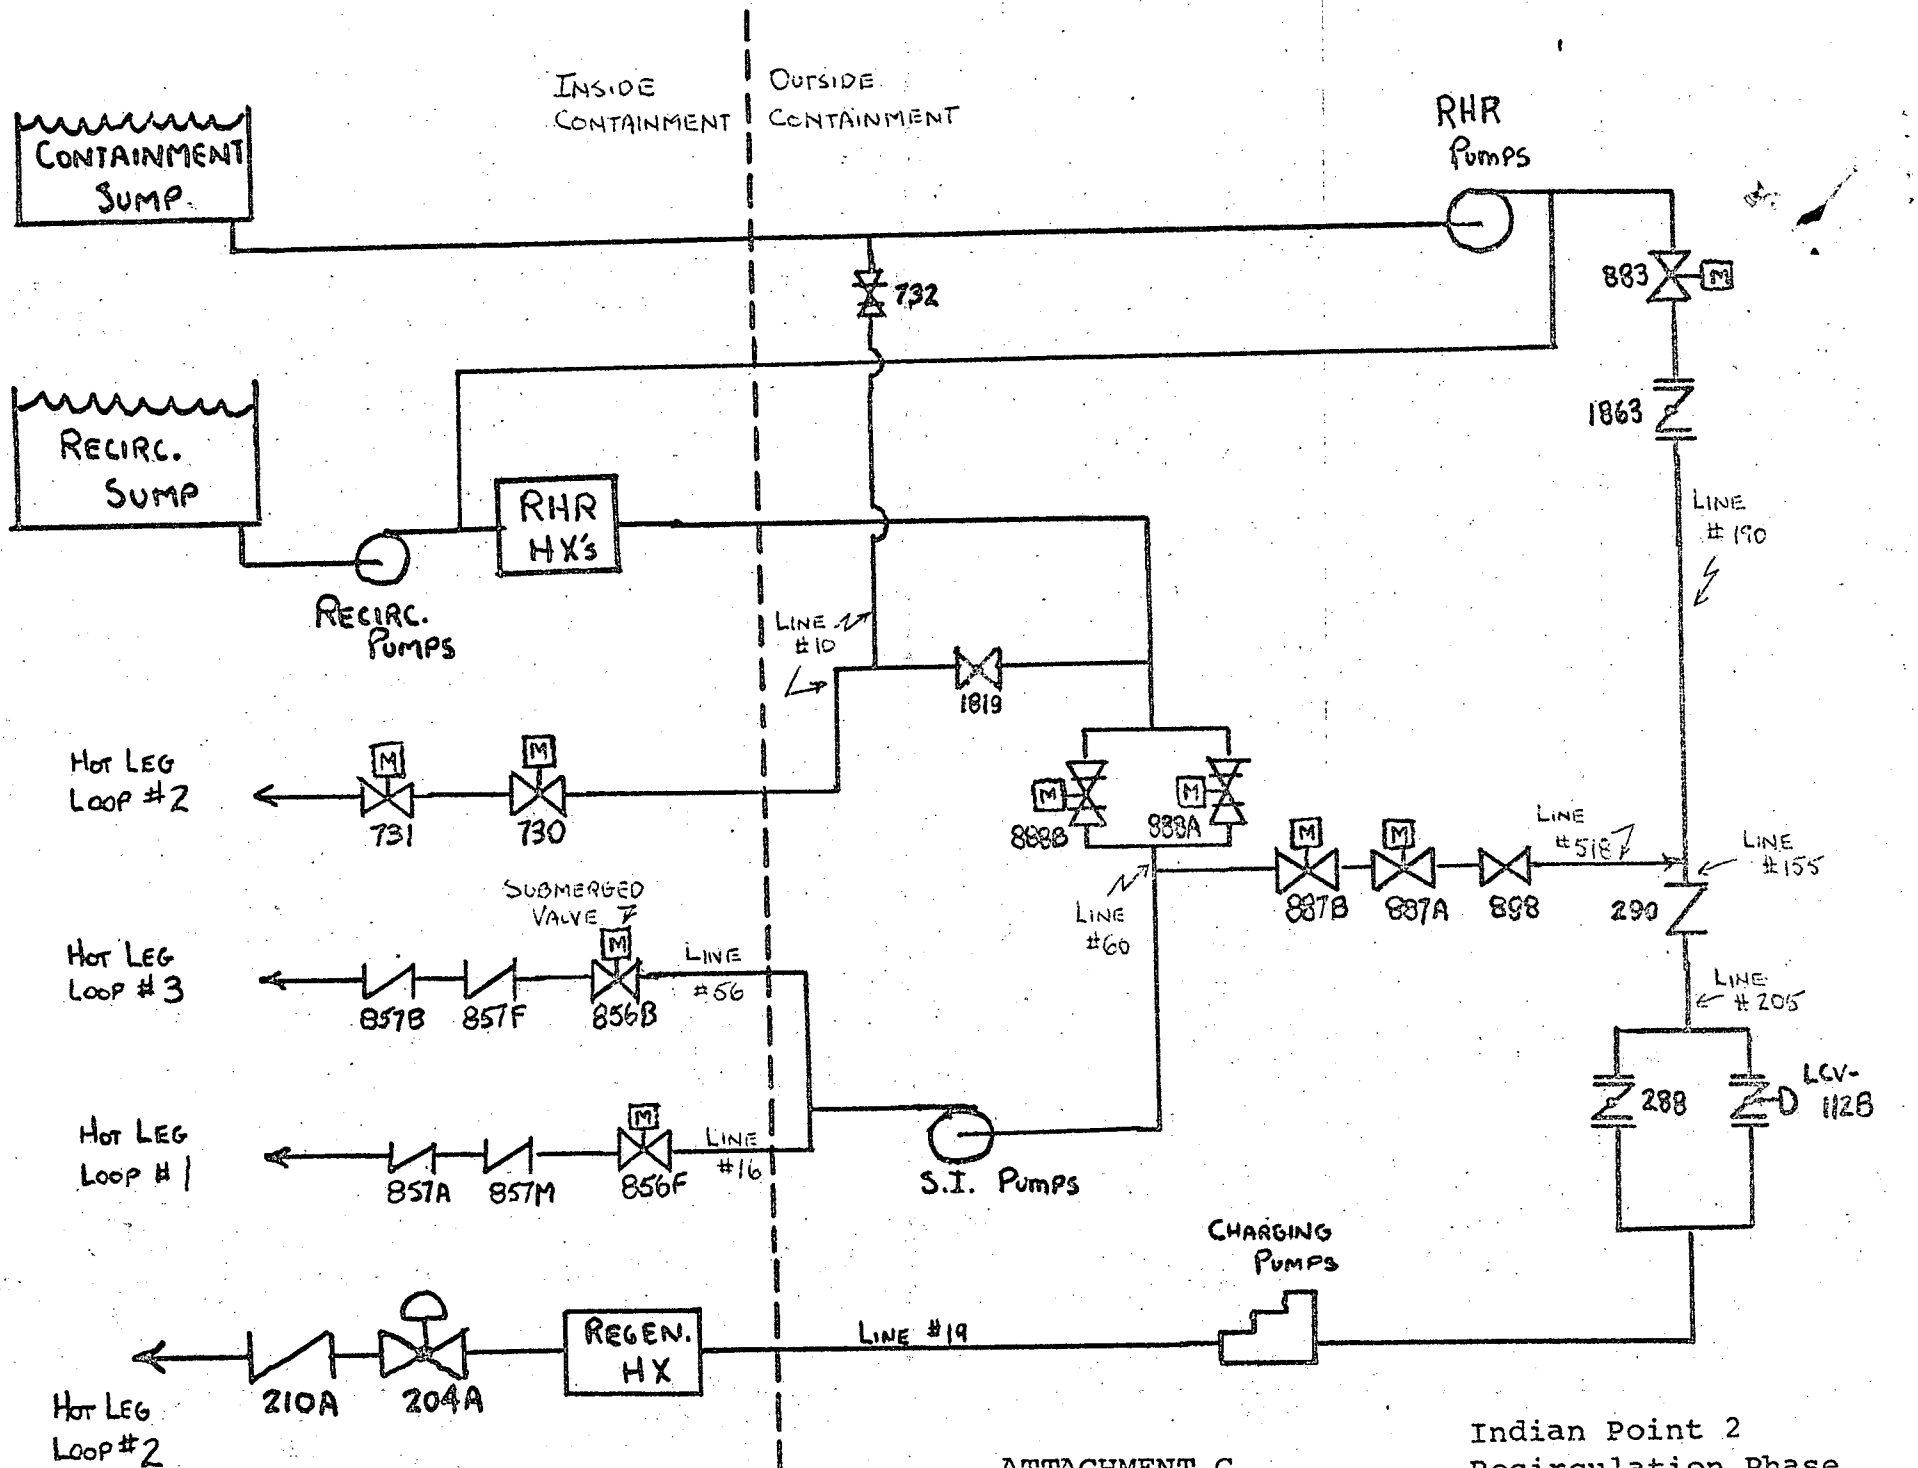 INSIDE
CONTAINMENT
OUTSIDE
CONTAINMENT
CONTAINMENT
SUMP
RHR
PUMPS
883
M
732
1863
RECIRC.
SUMP
RHR
HX's
LINE
#190
RECIRC.
PUMPS
LINE
#10
1819
HOT LEG
LOOP #2
M
731
M
730
M
888B
M
888A
LINE
#518
LINE
#155
M
887B
M
887A
898
290
LINE
#60
SUBMERGED
VALVE
HOT LEG
LOOP #3
857B
857F
M
856B
LINE
#56
LINE
#205
288
LCV-
112B
HOT LEG
LOOP #1
857A
857M
M
856F
LINE
#16
S.I. PUMPS
CHARGING
PUMPS
REGEN.
HX
LINE #19
210A
204A
HOT LEG
LOOP #2
ATTACHMENT C
Indian Point 2
Recirculation Phase